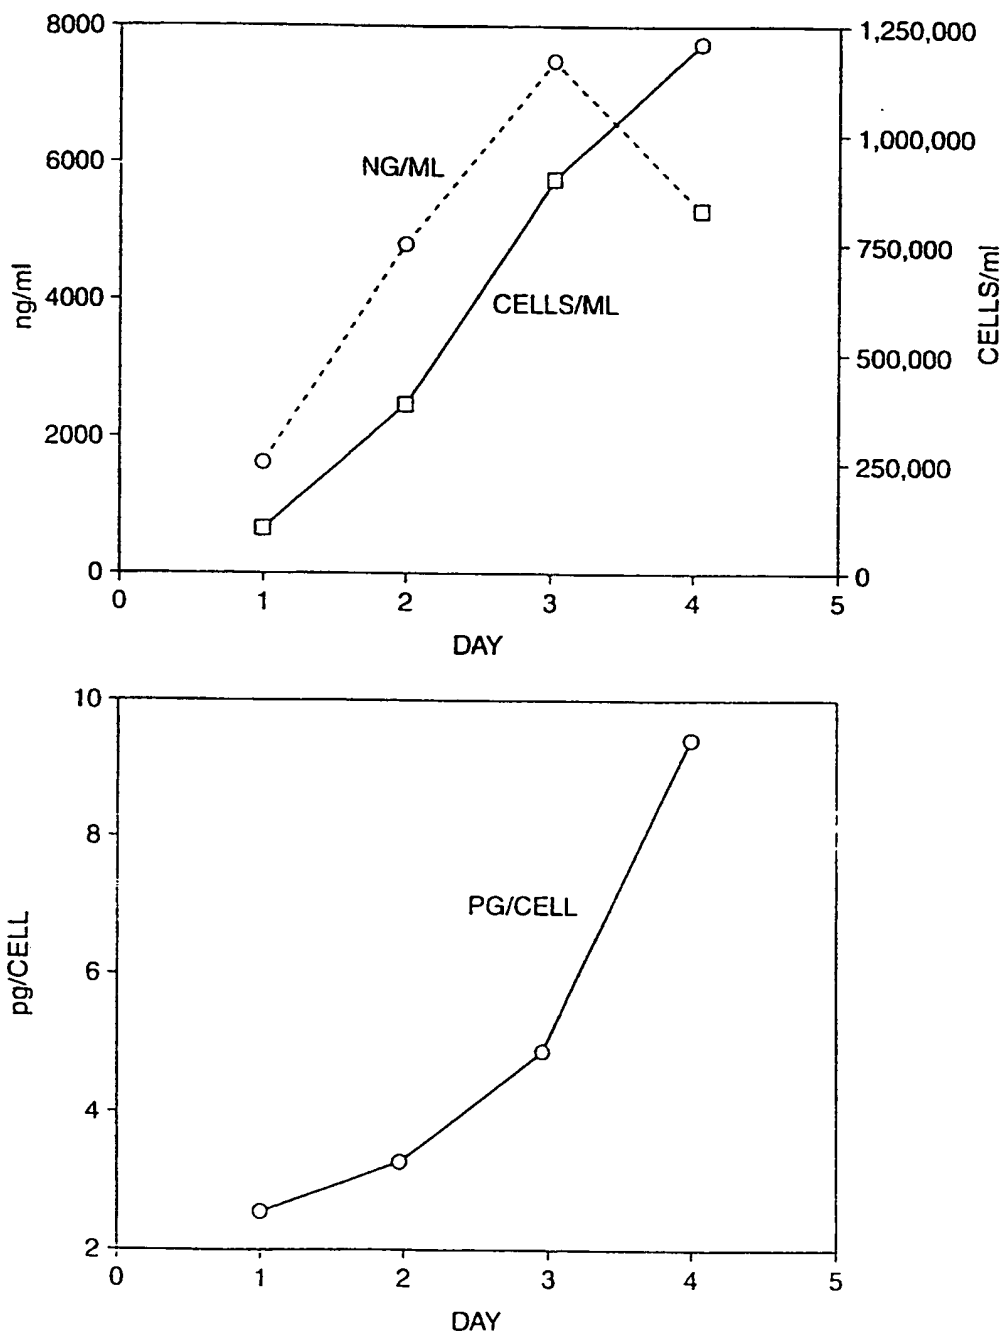 8000
1,250,000
NG/ML
6000
1,000,000
ng/ml
CELLS/ml
750,000
4000
CELLS/ML
500,000
2000
250,000
0
0
0 1 2 3 4 5
DAY
10
8
PG/CELL
pg/CELL
6
4
2
0 1 2 3 4 5
DAY